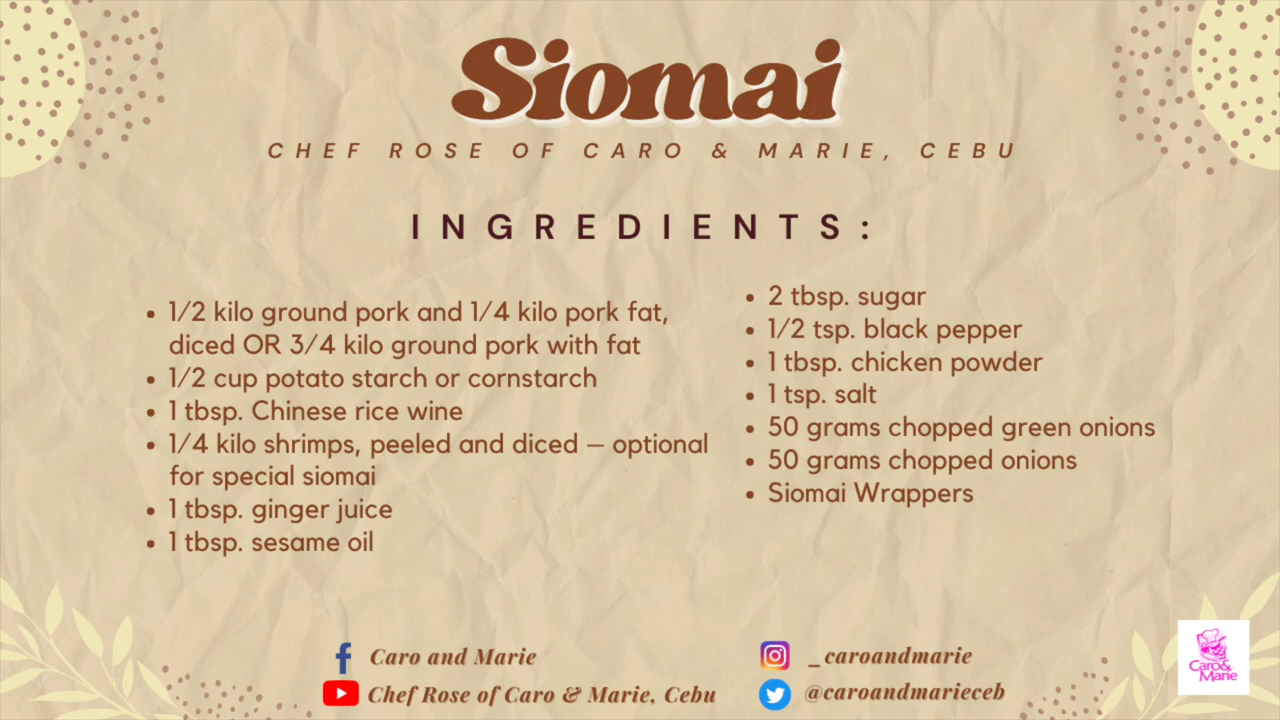 Siomai
CHEF ROSE OF CARO & MARIE, CEBU
INGREDIENTS:
• 1/2 kilo ground pork and 1/4 kilo pork fat,
diced OR 3/4 kilo ground pork with fat
• 1/2 cup potato starch or cornstarch
• 1 tbsp. Chinese rice wine
• 1/4 kilo shrimps, peeled and diced – optional
for special siomai
• 1 tbsp. ginger juice
• 1 tbsp. sesame oil
• 2 tbsp. sugar
• 1/2 tsp. black pepper
• 1 tbsp. chicken powder
• 1 tsp. salt
• 50 grams chopped green onions
• 50 grams chopped onions
• Siomai Wrappers
Caro and Marie
Chef Rose of Caro & Marie, Cebu
_caroandmarie
@caroandmarieceb
Caro&
Marie